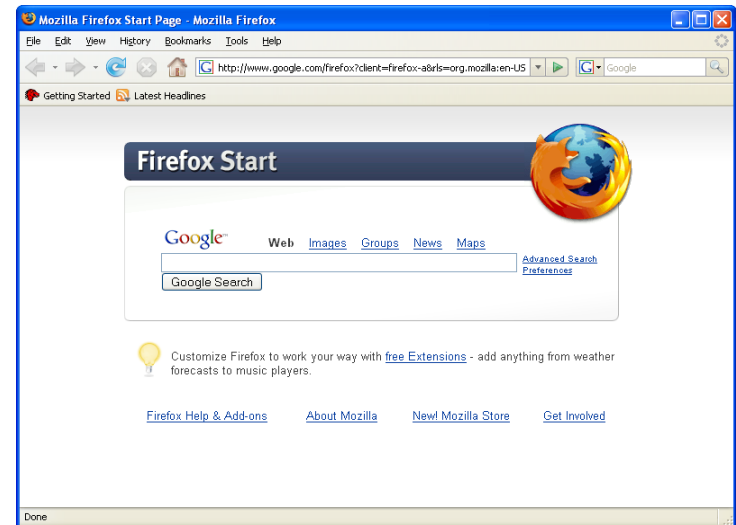 Mozilla Firefox Start Page - Mozilla Firefox
File Edit View History Bookmarks Tools Help
G http://www.google.com/firefox?client=firefox-a&rls=org.mozilla:en-US G Google
Getting Started Latest Headlines
Firefox Start
Google™ Web Images Groups News Maps
Advanced Search
Preferences
Google Search
Customize Firefox to work your way with free Extensions - add anything from weather
forecasts to music players.
Firefox Help & Add-ons About Mozilla New! Mozilla Store Get Involved
Done